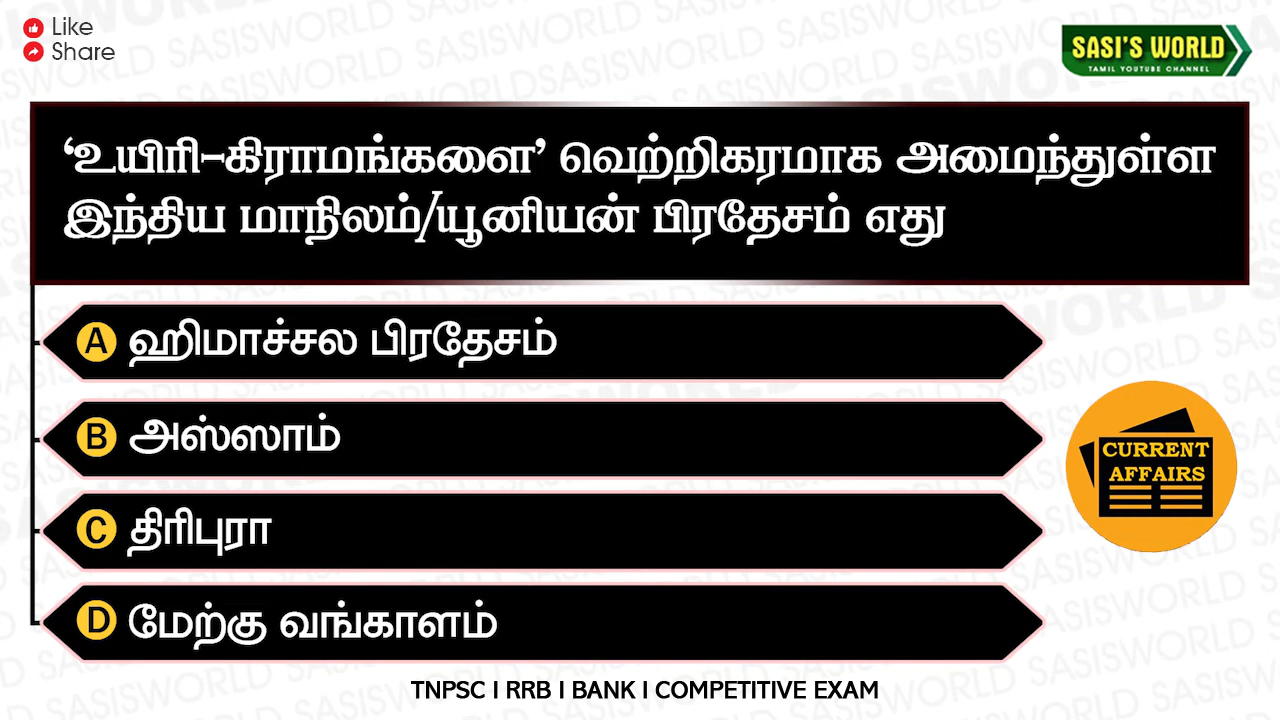 Like
Share
SASI'S WORLD
TAMIL YOUTUBE CHANNEL
‘உயிரி-கிராமங்களை’ வெற்றிகரமாக அமைந்துள்ள
இந்திய மாநிலம்/யூனியன் பிரதேசம் எது
A ஹிமாச்சல பிரதேசம்
B அஸ்ஸாம்
C திரிபுரா
D மேற்கு வங்காளம்
CURRENT
AFFAIRS
TNPSC I RRB I BANK I COMPETITIVE EXAM